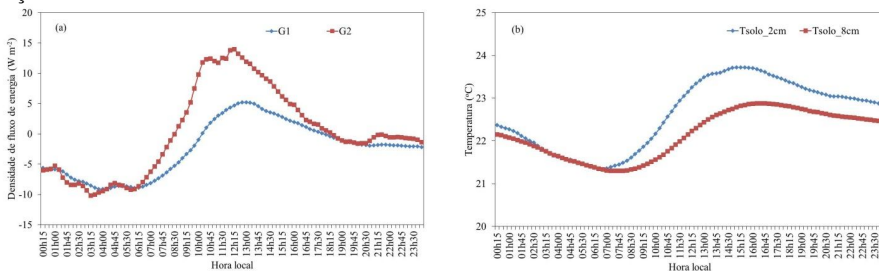 s
20
15
10
5
0
-5
-10
-15
Densidade de fluxo de energia (W m-2)
(a)
G1
G2
00h15 01h00 01h45 02h30 03h15 04h00 04h45 05h30 06h15 07h00 07h45 08h30 09h15 10h00 10h45 11h30 12h15 13h00 13h45 14h30 15h15 16h00 16h45 17h30 18h15 19h00 19h45 20h30 21h15 22h00 22h45 23h30
Hora local
25
24
23
22
21
20
Temperatura (°C)
(b)
Tsolo_2cm
Tsolo_8cm
00h15 01h00 01h45 02h30 03h15 04h00 04h45 05h30 06h15 07h00 07h45 08h30 09h15 10h00 10h45 11h30 12h15 13h00 13h45 14h30 15h15 16h00 16h45 17h30 18h15 19h00 19h45 20h30 21h15 22h00 22h45 23h30
Hora local